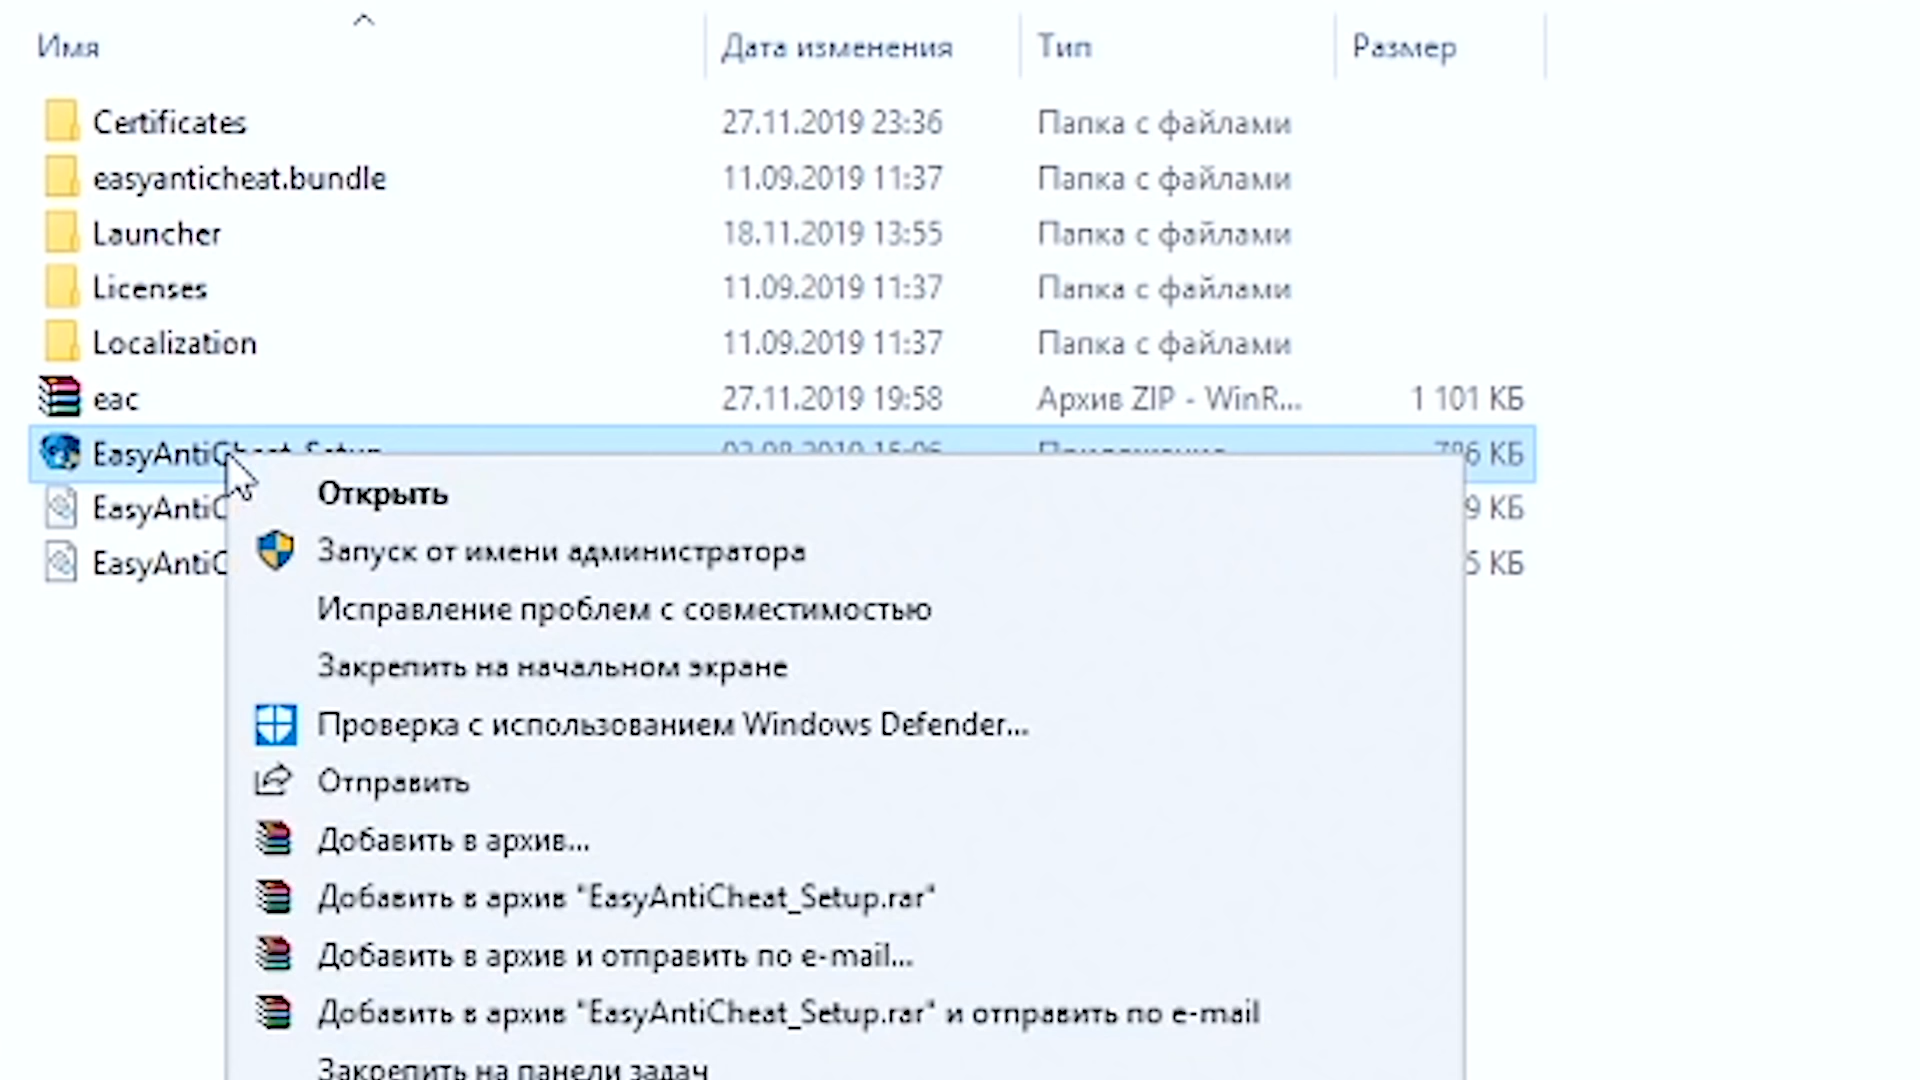 Имя Дата изменения Тип Размер
Certificates 27.11.2019 23:36 Папка с файлами
easyanticheat.bundle 11.09.2019 11:37 Папка с файлами
Launcher 18.11.2019 13:55 Папка с файлами
Licenses 11.09.2019 11:37 Папка с файлами
Localization 11.09.2019 11:37 Папка с файлами
eac 27.11.2019 19:58 Архив ZIP - WinR... 1 101 КБ
EasyAntiCheat_Setup 786 КБ
EasyAntiC 9 КБ
EasyAntiC 5 КБ
Открыть
Запуск от имени администратора
Исправление проблем с совместимостью
Закрепить на начальном экране
Проверка с использованием Windows Defender...
Отправить
Добавить в архив...
Добавить в архив "EasyAntiCheat_Setup.rar"
Добавить в архив и отправить по e-mail...
Добавить в архив "EasyAntiCheat_Setup.rar" и отправить по e-mail
Закрепить на панели задач